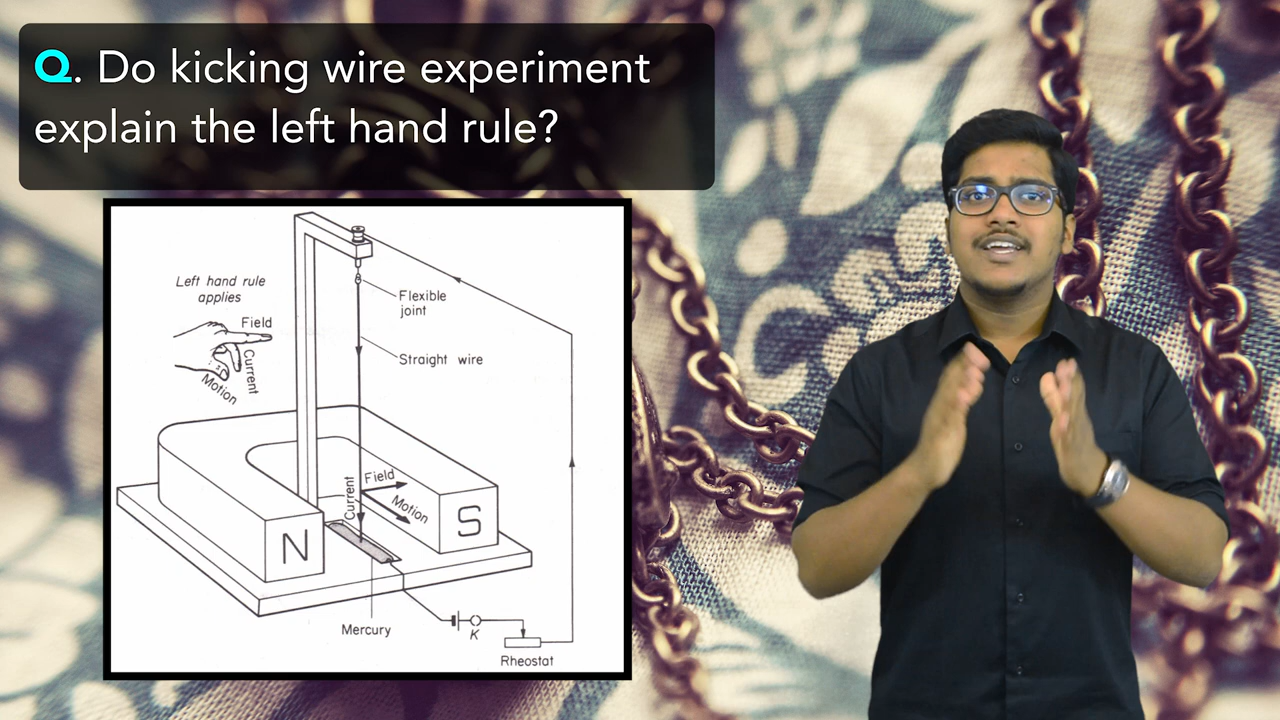 Q. Do kicking wire experiment
explain the left hand rule?
Left hand rule
applies
Field
Current
Motion
Flexible
joint
Straight wire
Current
Field
Motion
N
S
Mercury
K
Rheostat